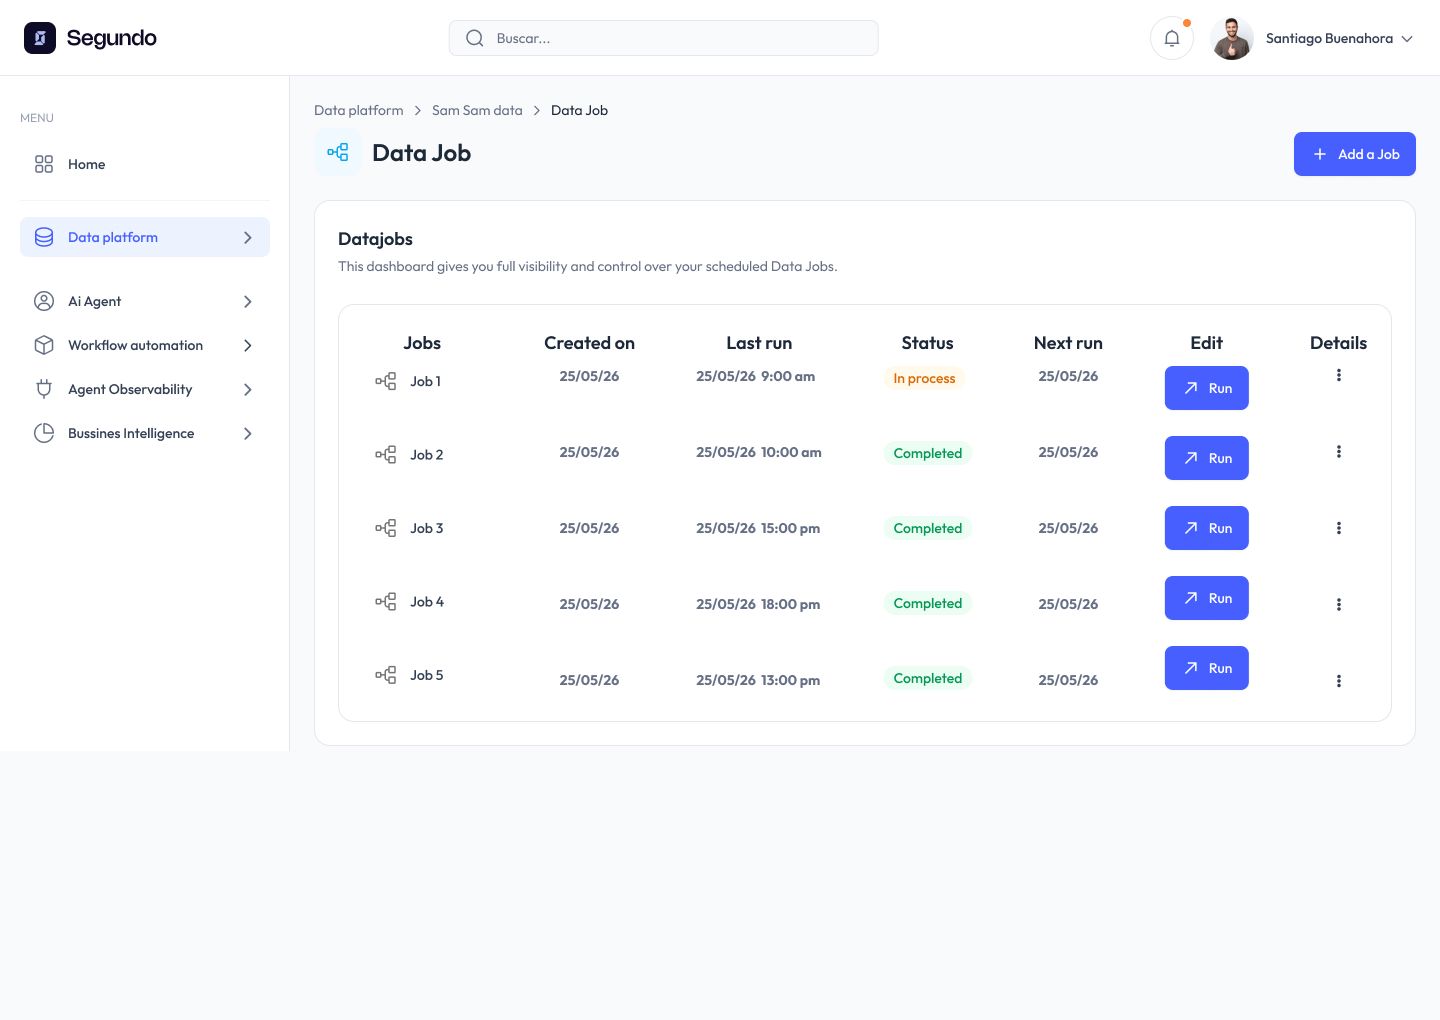 Segundo
Buscar...
Santiago Buenahora
MENU
Home
Data platform
Ai Agent
Workflow automation
Agent Observability
Bussines Intelligence
Data platform > Sam Sam data > Data Job
Data Job
Add a Job
Datajobs
This dashboard gives you full visibility and control over your scheduled Data Jobs.
Jobs Created on Last run Status Next run Edit Details
Job 1 25/05/26 25/05/26 9:00 am In process 25/05/26 Run
Job 2 25/05/26 25/05/26 10:00 am Completed 25/05/26 Run
Job 3 25/05/26 25/05/26 15:00 pm Completed 25/05/26 Run
Job 4 25/05/26 25/05/26 18:00 pm Completed 25/05/26 Run
Job 5 25/05/26 25/05/26 13:00 pm Completed 25/05/26 Run